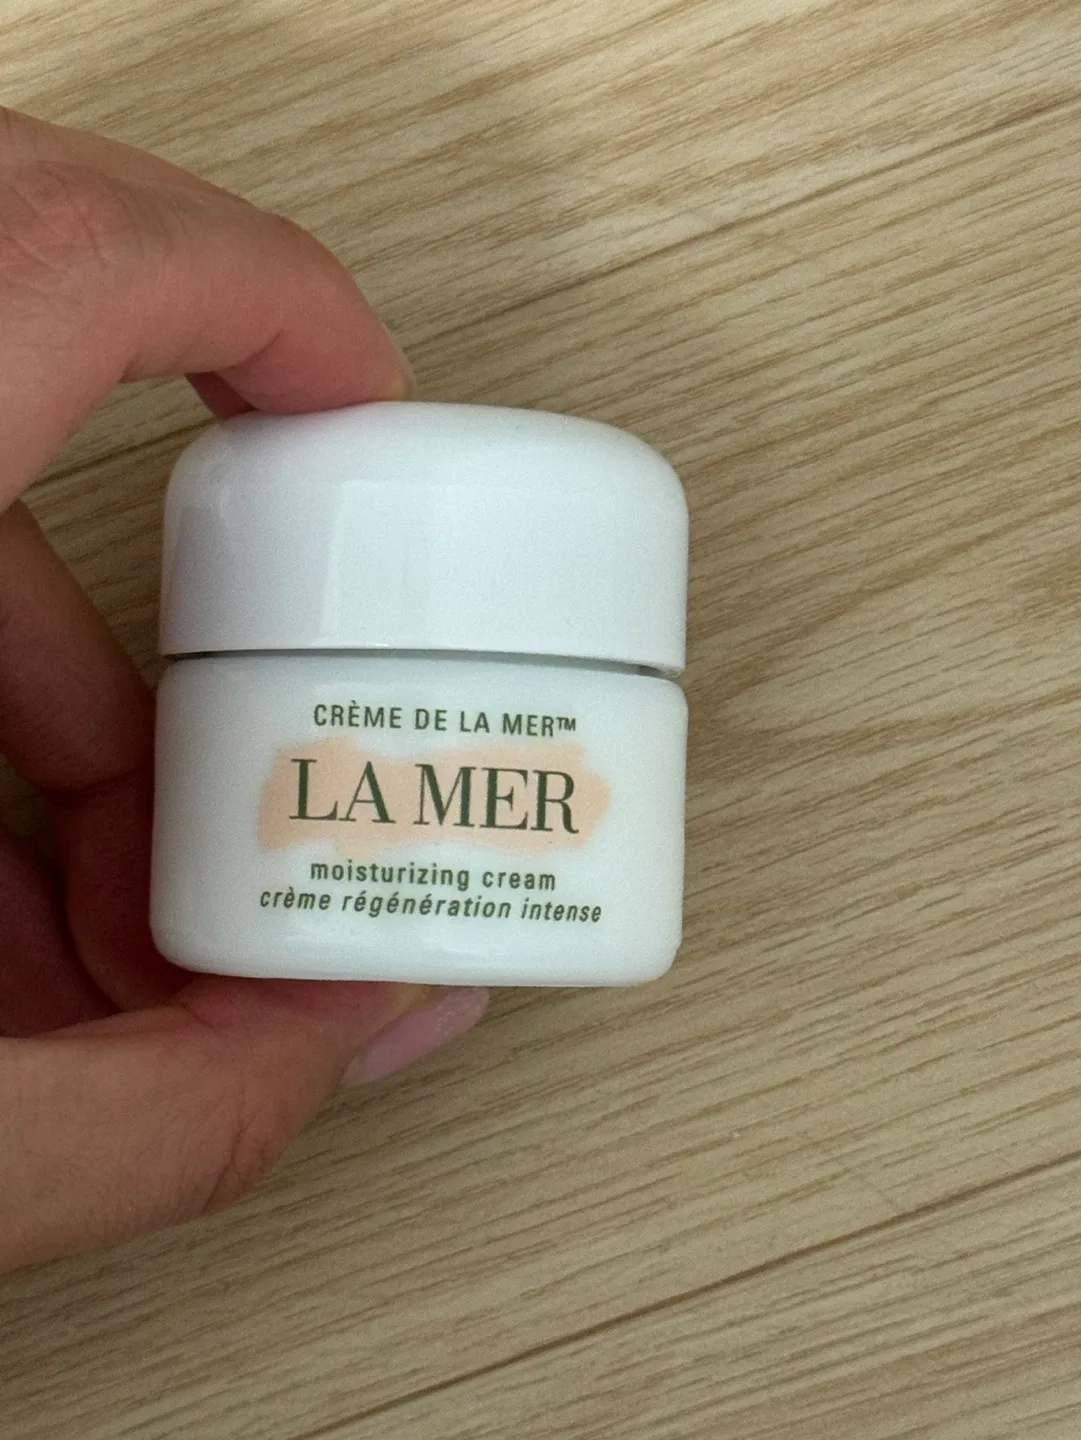 CRÈME DE LA MER™
LA MER
moisturizing cream
crème régénération intense